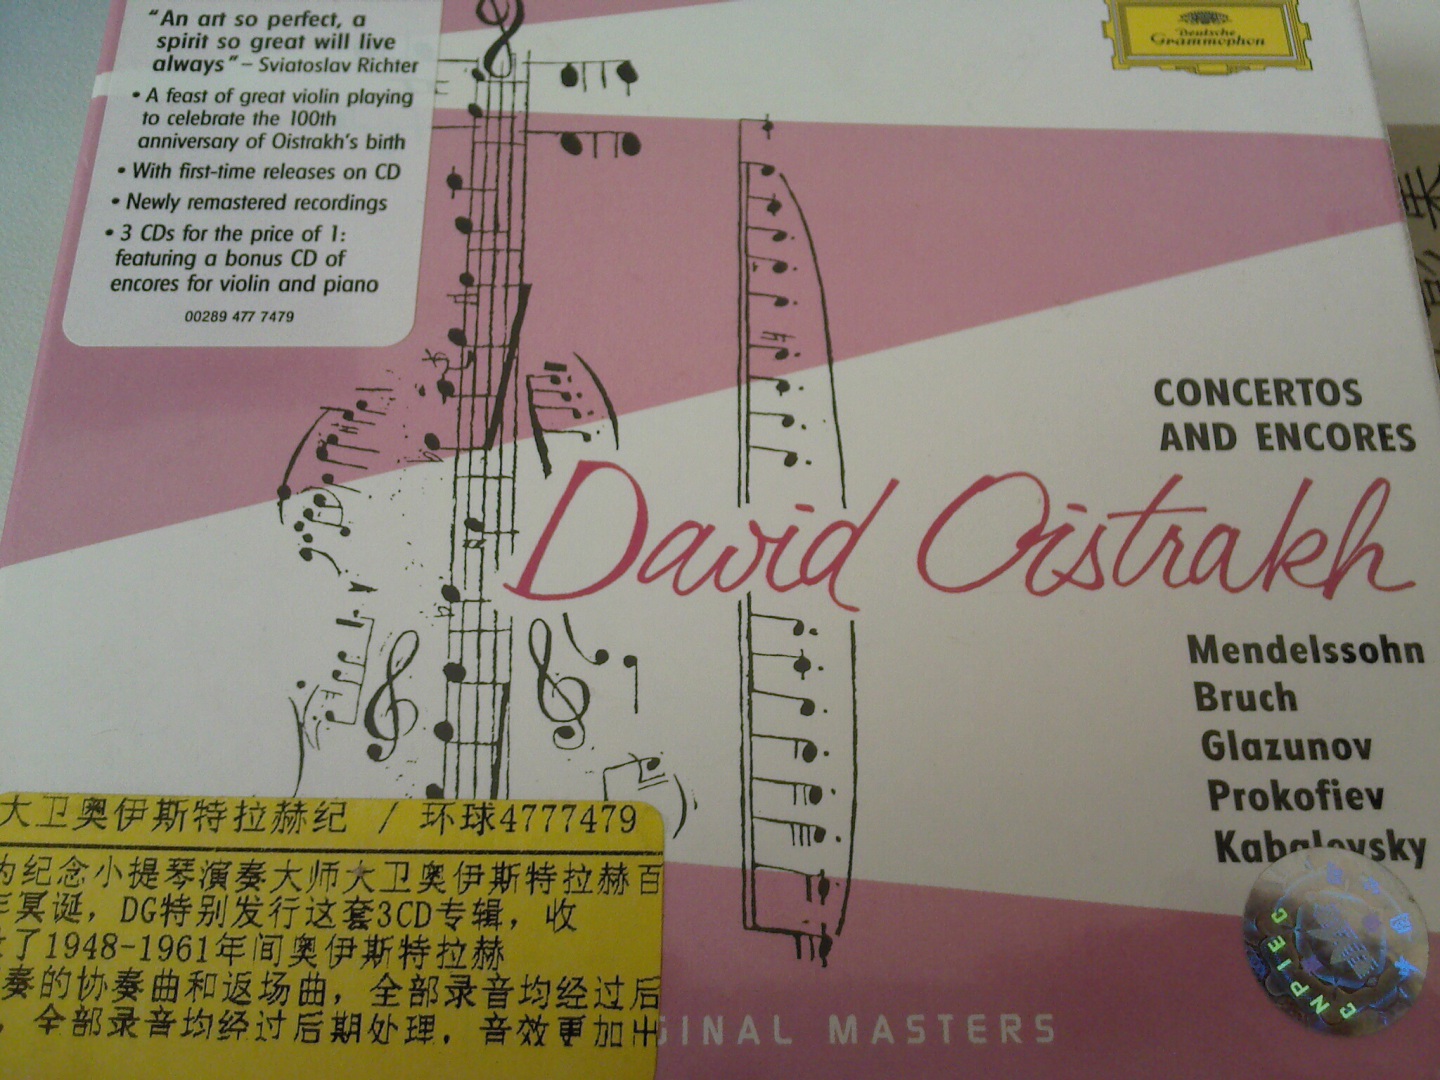 "An art so perfect, a
spirit so great will live
always" – Sviatoslav Richter
• A feast of great violin playing
to celebrate the 100th
anniversary of Oistrakh's birth
• With first-time releases on CD
• Newly remastered recordings
• 3 CDs for the price of 1:
featuring a bonus CD of
encores for violin and piano
00289 477 7479
Deutsche
Grammophon
CONCERTOS
AND ENCORES
David Oistrakh
Mendelssohn
Bruch
Glazunov
Prokofiev
Kabalevsky
大卫奥伊斯特拉赫纪 / 环球4777479
为纪念小提琴演奏大师大卫奥伊斯特拉赫百
年冥诞，DG特别发行这套3CD专辑，收
了1948-1961年间奥伊斯特拉赫
奏的协奏曲和返场曲，全部录音均经过后
，全部录音均经过后期处理，音效更加出
GINAL MASTERS
CNPIEC
CNPIEC